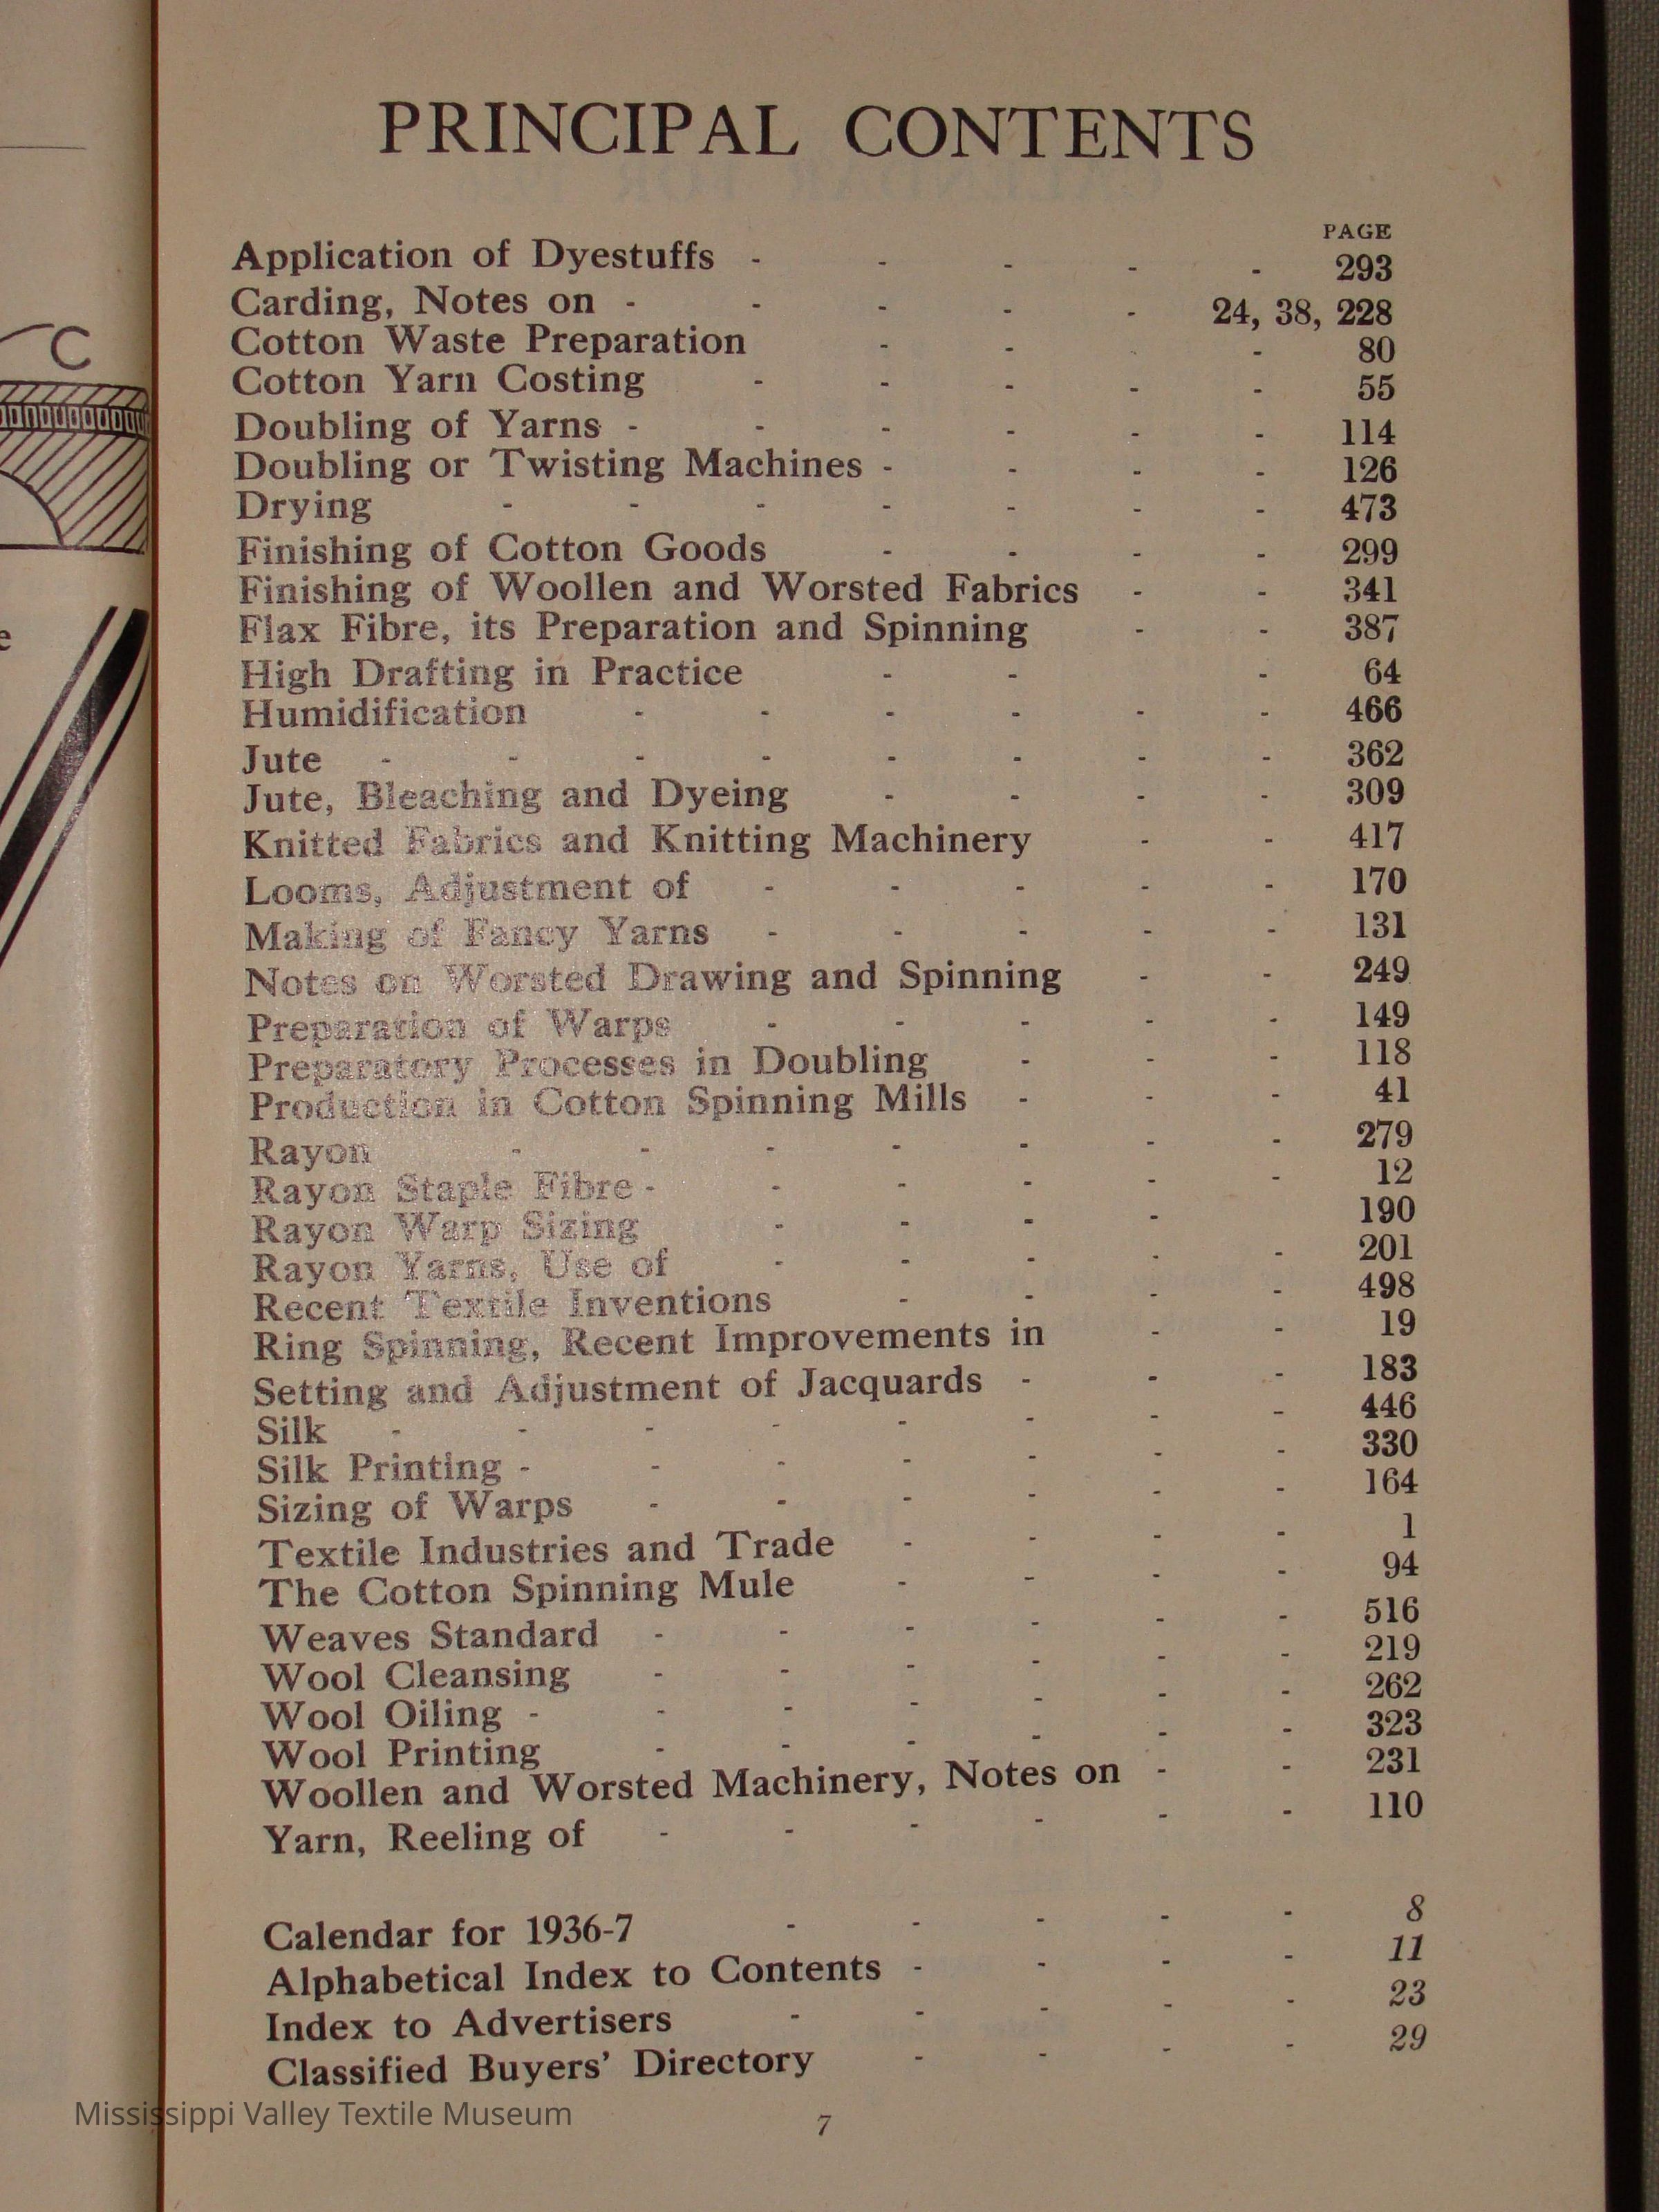 PRINCIPAL CONTENTS
PAGE
Application of Dyestuffs - - - - - 293
Carding, Notes on - - - - - 24, 38, 228
Cotton Waste Preparation - - - - 80
Cotton Yarn Costing - - - - - 55
Doubling of Yarns - - - - - - 114
Doubling or Twisting Machines - - - - 126
Drying - - - - - - - 473
Finishing of Cotton Goods - - - - 299
Finishing of Woollen and Worsted Fabrics - - 341
Flax Fibre, its Preparation and Spinning - - 387
High Drafting in Practice - - - 64
Humidification - - - - - - 466
Jute - - - - - - - - 362
Jute, Bleaching and Dyeing - - - - 309
Knitted Fabrics and Knitting Machinery - - 417
Looms, Adjustment of - - - - - 170
Making of Fancy Yarns - - - - - 131
Notes on Worsted Drawing and Spinning - - 249
Preparation of Warps - - - - - 149
Preparatory Processes in Doubling - - - 118
Production in Cotton Spinning Mills - - - 41
Rayon - - - - - - - 279
Rayon Staple Fibre - - - - - - 12
Rayon Warp Sizing - - - - 190
Rayon Yarns, Use of - - - - - 201
Recent Textile Inventions - - - - 498
Ring Spinning, Recent Improvements in - - 19
Setting and Adjustment of Jacquards - - - 183
Silk - - - - - - - - 446
Silk Printing - - - - - - - 330
Sizing of Warps - - - - - - 164
Textile Industries and Trade - - - - 1
The Cotton Spinning Mule - - - - 94
Weaves Standard - - - - - - 516
Wool Cleansing - - - - - - 219
Wool Oiling - - - - - - - 262
Wool Printing - - - - - - 323
Woollen and Worsted Machinery, Notes on - - 231
Yarn, Reeling of - - - - - - 110
Calendar for 1936-7 - - - - - 8
Alphabetical Index to Contents - - - - 11
Index to Advertisers - - - - - 23
Classified Buyers' Directory - - - - 29
7
C
e
Mississippi Valley Textile Museum